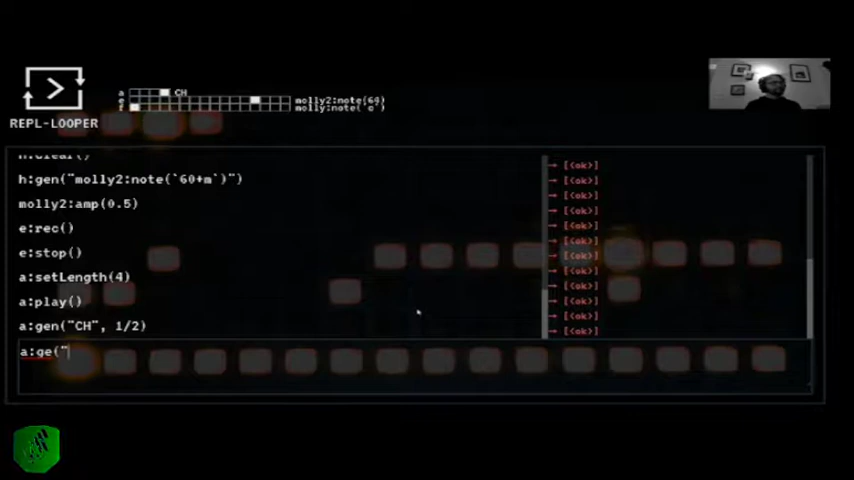 a
CH
e
molly2:note(60)
molly:note(`c`)
REPL-LOOPER
h:clear()
h:gen("molly2:note(`60+m`)")
molly2:amp(0.5)
e:rec()
e:stop()
a:setLength(4)
a:play()
a:gen("CH", 1/2)
a:ge("
→ [<ok>]
→ [<ok>]
→ [<ok>]
→ [<ok>]
→ [<ok>]
→ [<ok>]
→ [<ok>]
→ [<ok>]
→ [<ok>]
→ [<ok>]
→ [<ok>]
→ [<ok>]